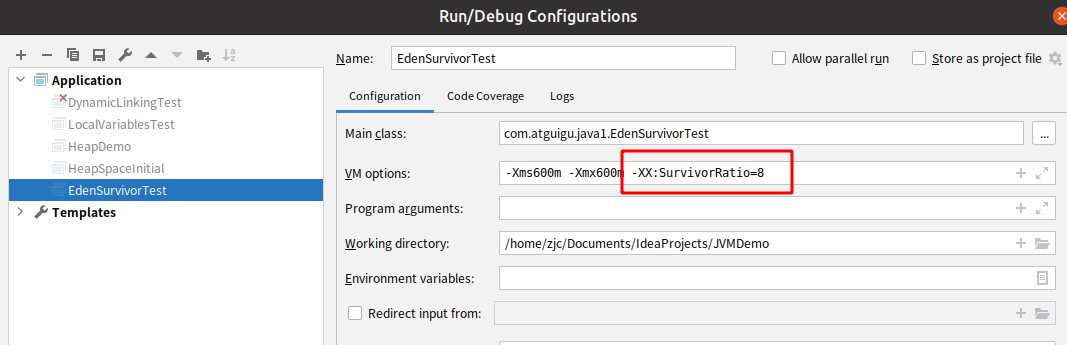 Run/Debug Configurations
Name: EdenSurvivorTest
Allow parallel run
Store as project file
Application
DynamicLinkingTest
LocalVariablesTest
HeapDemo
HeapSpaceInitial
EdenSurvivorTest
Templates
Configuration Code Coverage Logs
Main class: com.atguigu.java1.EdenSurvivorTest ...
VM options: -Xms600m -Xmx600m -XX:SurvivorRatio=8
Program arguments:
Working directory: /home/zjc/Documents/IdeaProjects/JVMDemo
Environment variables:
Redirect input from: